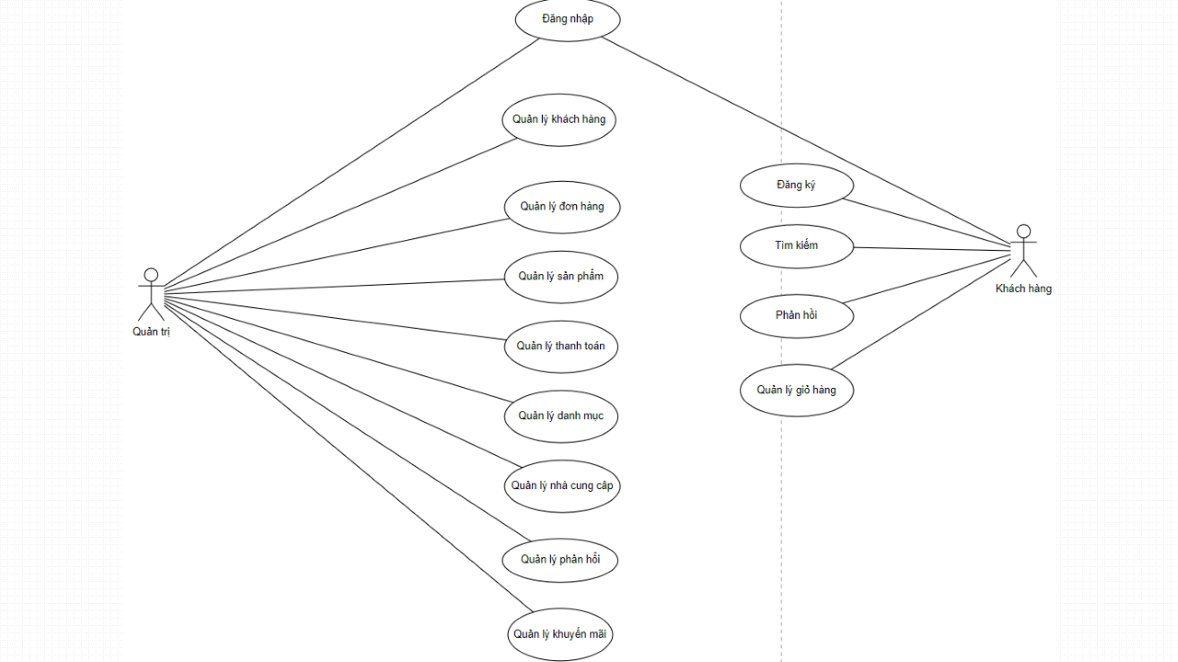 Đăng nhập
Quản lý khách hàng
Đăng ký
Quản lý đơn hàng
Tìm kiếm
Quản lý sản phẩm
Khách hàng
Phản hồi
Quản trị
Quản lý thanh toán
Quản lý giỏ hàng
Quản lý danh mục
Quản lý nhà cung cấp
Quản lý phản hổi
Quản lý khuyến mãi